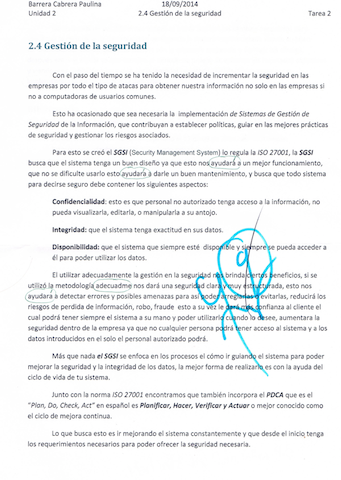 Barrera Cabrera Paulina 18/09/2014
Unidad 2 2.4 Gestión de la seguridad Tarea 2
2.4 Gestión de la seguridad
Con el paso del tiempo se ha tenido la necesidad de incrementar la seguridad en las
empresas por todo el tipo de atacas para obtener nuestra información no solo en las empresas si
no a computadoras de usuarios comunes.
Esto ha ocasionado que sea necesaria la implementación de Sistemas de Gestión de
Seguridad de la Información, que contribuyan a establecer políticas, guiar en las mejores prácticas
de seguridad y gestionar los riesgos asociados.
Para esto se creó el SGSI (Security Management System) lo regula la ISO 27001, la SGSI
busca que el sistema tenga un buen diseño ya que esto nos ayudará a un mejor funcionamiento,
que no se dificulte usarlo esto ayudara a darle un buen mantenimiento, y busca que todo sistema
para decirse seguro debe contener los siguientes aspectos:
Confidencialidad: esto es que personal no autorizado tenga acceso a la información, no
pueda visualizarla, editarla, o manipularla a su antojo.
Integridad: que el sistema tenga exactitud en sus datos.
Disponibilidad: que el sistema que siempre esté disponible y siempre se pueda acceder a
él para poder utilizar los datos.
El utilizar adecuadamente la gestión en la seguridad nos brinda ciertos beneficios, si se
utilizó la metodología adecuadme nos dará una seguridad clara y muy estructurada, esto nos
ayudara a detectar errores y posibles amenazas para así poder arreglarlas o evitarlas, reducirá los
riesgos de perdida de información, robo, fraude esto a su vez le dará más confianza al cliente el
cual podrá tener siempre el sistema a su mano y poder utilizarlo cuando lo desee, aumentara la
seguridad dentro de la empresa ya que no cualquier persona podrá tener acceso al sistema y a los
datos introducidos en el solo el personal autorizado podrá.
Más que nada el SGSI se enfoca en los procesos el cómo ir guiando el sistema para poder
mejorar la seguridad y la integridad de los datos, la mejor forma de realizarlo es con la ayuda del
ciclo de vida de tu sistema.
Junto con la norma ISO 27001 encontramos que también incorpora el PDCA que es el
"Plan, Do, Check, Act" en español es Planificar, Hacer, Verificar y Actuar o mejor conocido como
el ciclo de mejora continua.
Lo que busca esto es ir mejorando el sistema constantemente y que desde el inicio tenga
los requerimientos necesarios para poder ofrecer la seguridad necesaria.